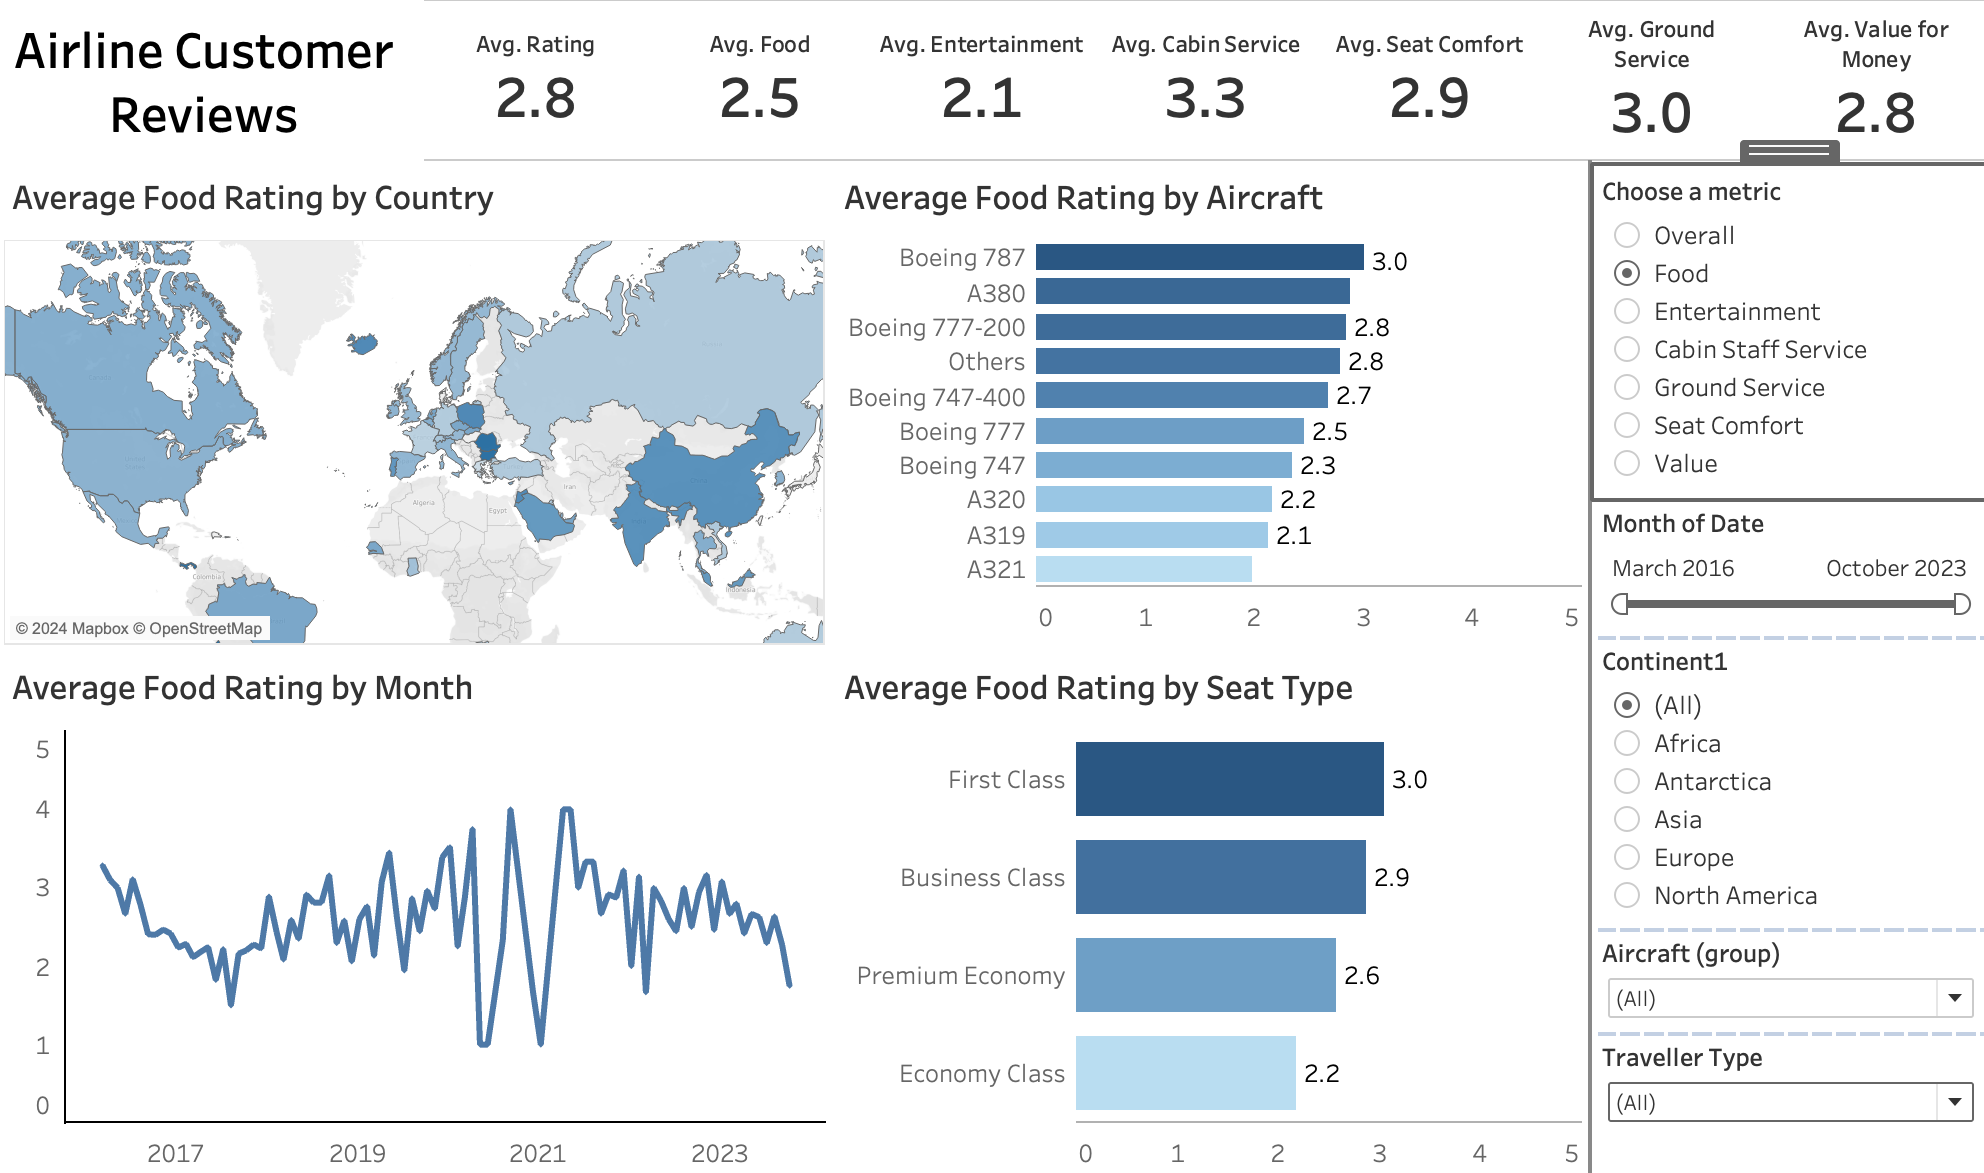 Airline Customer
Reviews
Avg. Rating
2.8
Avg. Food
2.5
Avg. Entertainment
2.1
Avg. Cabin Service
3.3
Avg. Seat Comfort
2.9
Avg. Ground
Service
3.0
Avg. Value for
Money
2.8
Average Food Rating by Country
Algeria
Egypt
Iran
Colombia
Indonesia
© 2024 Mapbox © OpenStreetMap
Average Food Rating by Aircraft
Boeing 787 3.0
A380
Boeing 777-200 2.8
Others 2.8
Boeing 747-400 2.7
Boeing 777 2.5
Boeing 747 2.3
A320 2.2
A319 2.1
A321
0 1 2 3 4 5
Average Food Rating by Month
5
4
3
2
1
0
2017 2019 2021 2023
Average Food Rating by Seat Type
First Class 3.0
Business Class 2.9
Premium Economy 2.6
Economy Class 2.2
0 1 2 3 4 5
Choose a metric
Overall
Food
Entertainment
Cabin Staff Service
Ground Service
Seat Comfort
Value
Month of Date
March 2016 October 2023
Continent1
(All)
Africa
Antarctica
Asia
Europe
North America
Aircraft (group)
(All)
Traveller Type
(All)